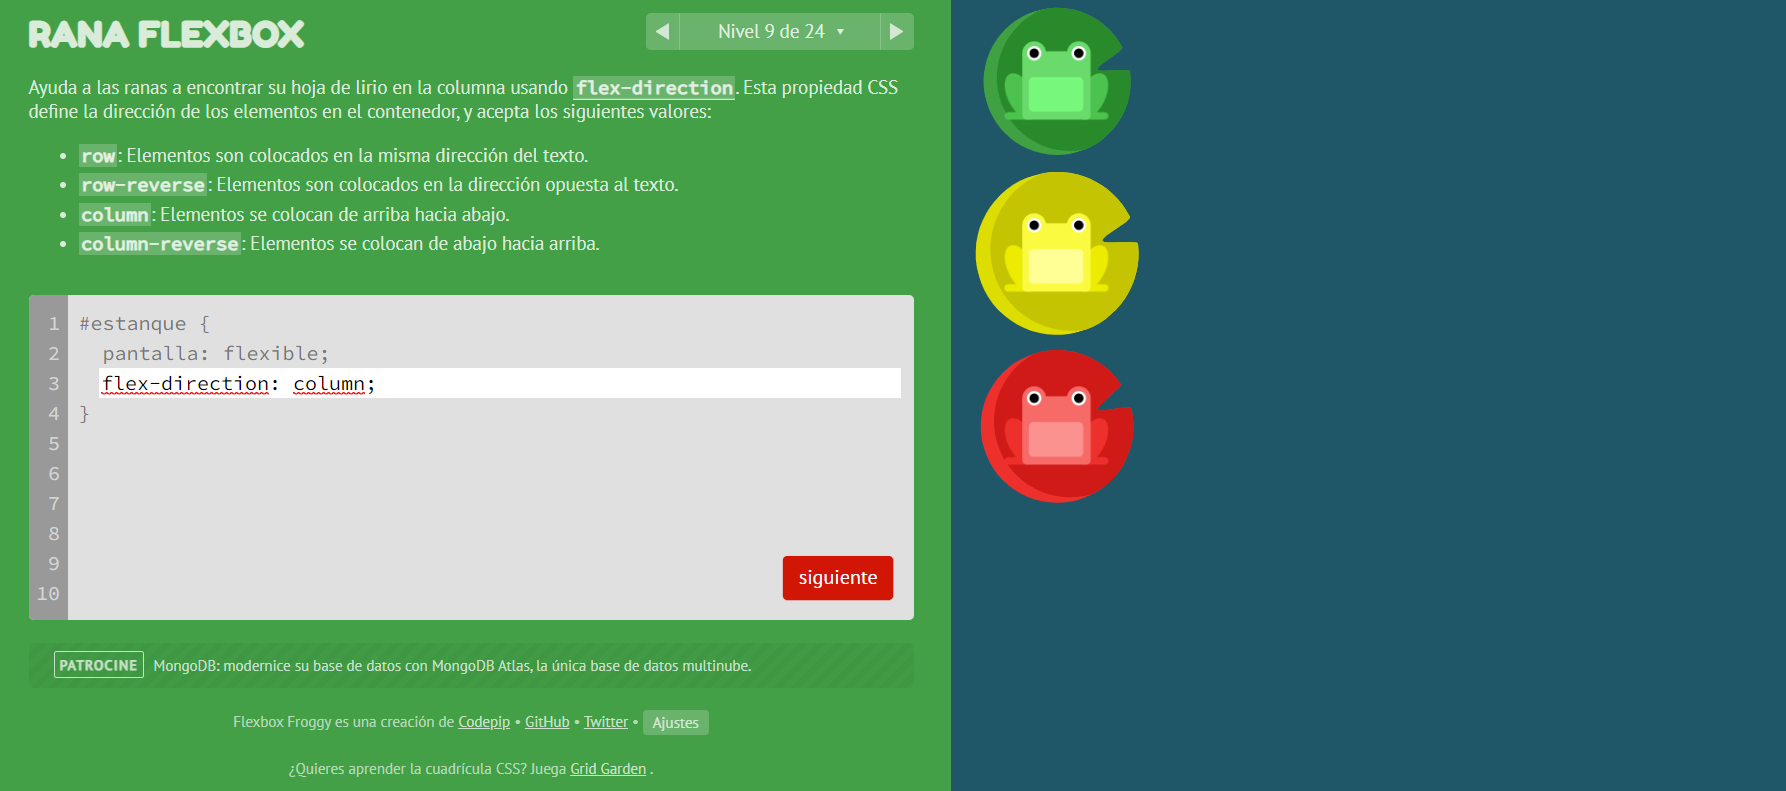 RANA FLEXBOX
Nivel 9 de 24
Ayuda a las ranas a encontrar su hoja de lirio en la columna usando flex-direction. Esta propiedad CSS
define la dirección de los elementos en el contenedor, y acepta los siguientes valores:
• row: Elementos son colocados en la misma dirección del texto.
• row-reverse: Elementos son colocados en la dirección opuesta al texto.
• column: Elementos se colocan de arriba hacia abajo.
• column-reverse: Elementos se colocan de abajo hacia arriba.
1 #estanque {
2 pantalla: flexible;
3 flex-direction: column;
4 }
5
6
7
8
9
10
siguiente
PATROCINE MongoDB: modernice su base de datos con MongoDB Atlas, la única base de datos multinube.
Flexbox Froggy es una creación de Codepip • GitHub • Twitter • Ajustes
¿Quieres aprender la cuadrícula CSS? Juega Grid Garden .